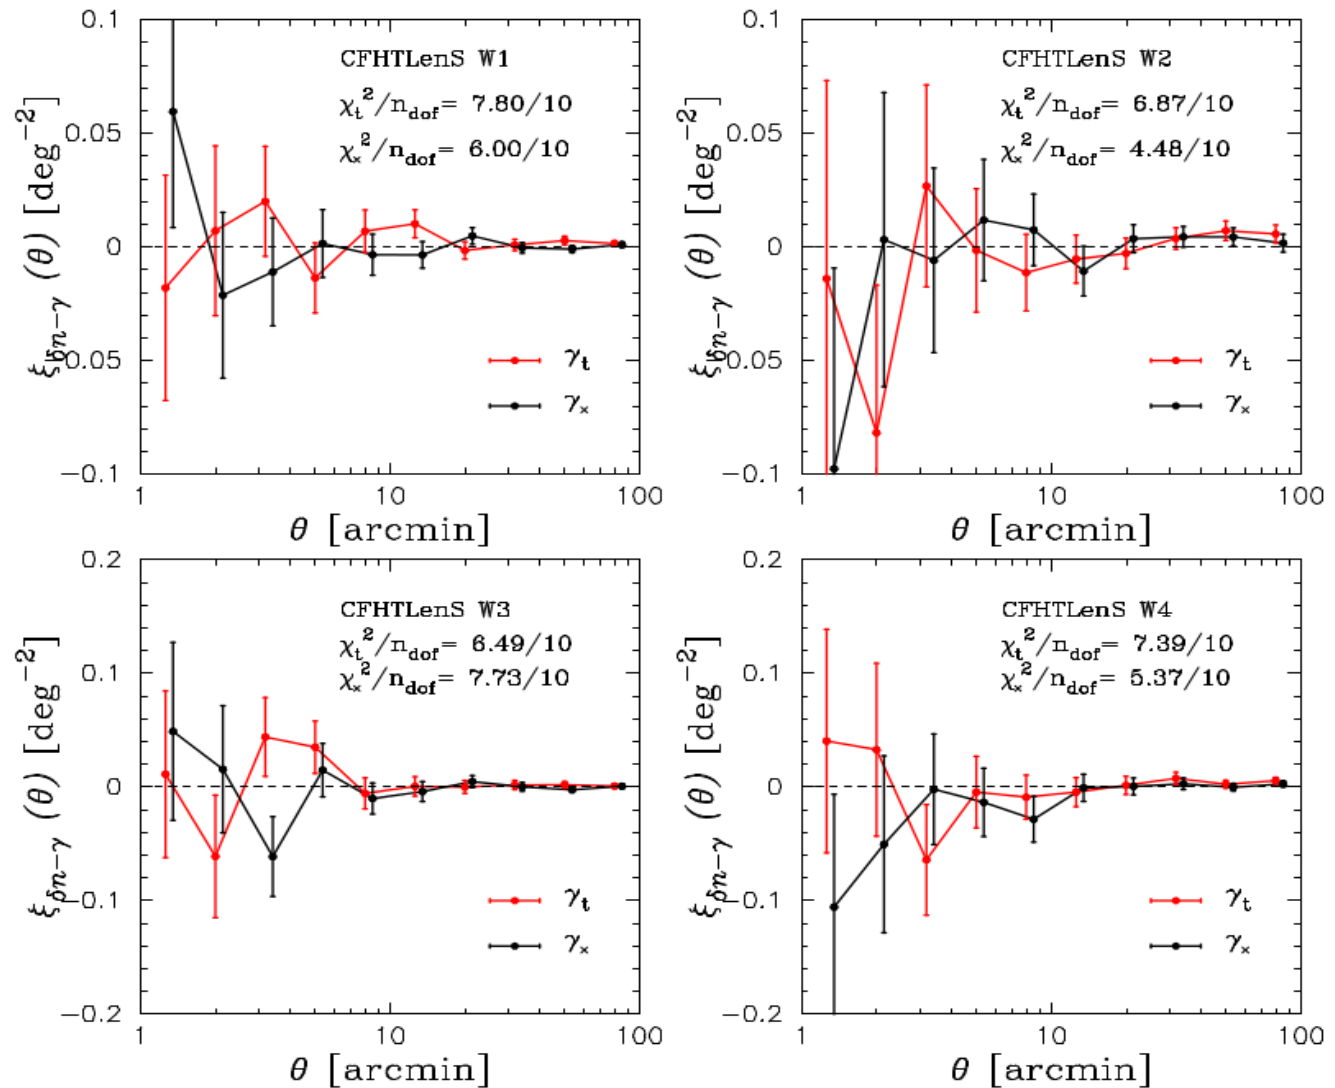 CFHTLenS W1
χt²/ndof= 7.80/10
χ×²/ndof= 6.00/10
γt
γ×
0.1
0.05
0
−0.05
−0.1
1
10
100
ξδn−γ (θ) [deg−2]
θ [arcmin]
CFHTLenS W2
χt²/ndof= 6.87/10
χ×²/ndof= 4.48/10
γt
γ×
0.1
0.05
0
−0.05
−0.1
1
10
100
ξδn−γ (θ) [deg−2]
θ [arcmin]
CFHTLenS W3
χt²/ndof= 6.49/10
χ×²/ndof= 7.73/10
γt
γ×
0.2
0.1
0
−0.1
−0.2
1
10
100
ξδn−γ (θ) [deg−2]
θ [arcmin]
CFHTLenS W4
χt²/ndof= 7.39/10
χ×²/ndof= 5.37/10
γt
γ×
0.2
0.1
0
−0.1
−0.2
1
10
100
ξδn−γ (θ) [deg−2]
θ [arcmin]